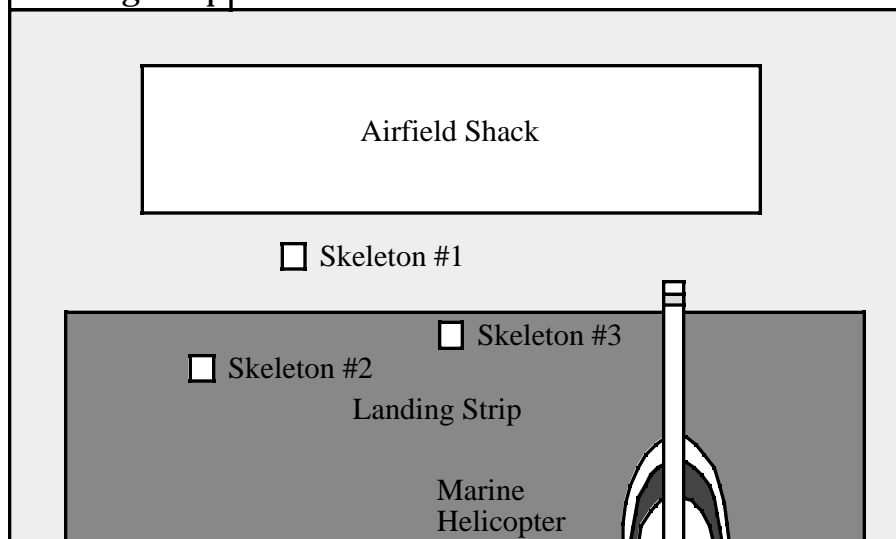 Airfield Shack
Skeleton #1
Skeleton #3
Skeleton #2
Landing Strip
Marine
Helicopter